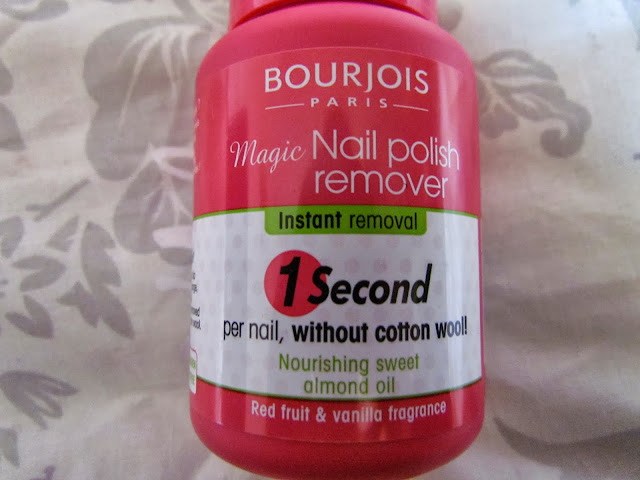 BOURJOIS
PARIS
Magic Nail polish
remover
Instant removal
1 Second
per nail, without cotton wool!
Nourishing sweet
almond oil
Red fruit & vanilla fragrance